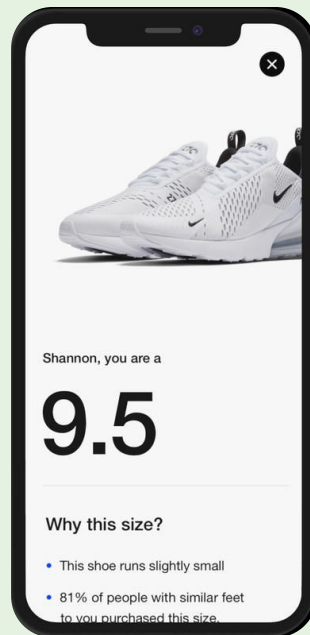 Shannon, you are a
9.5
Why this size?
This shoe runs slightly small
81% of people with similar feet
to you purchased this size.